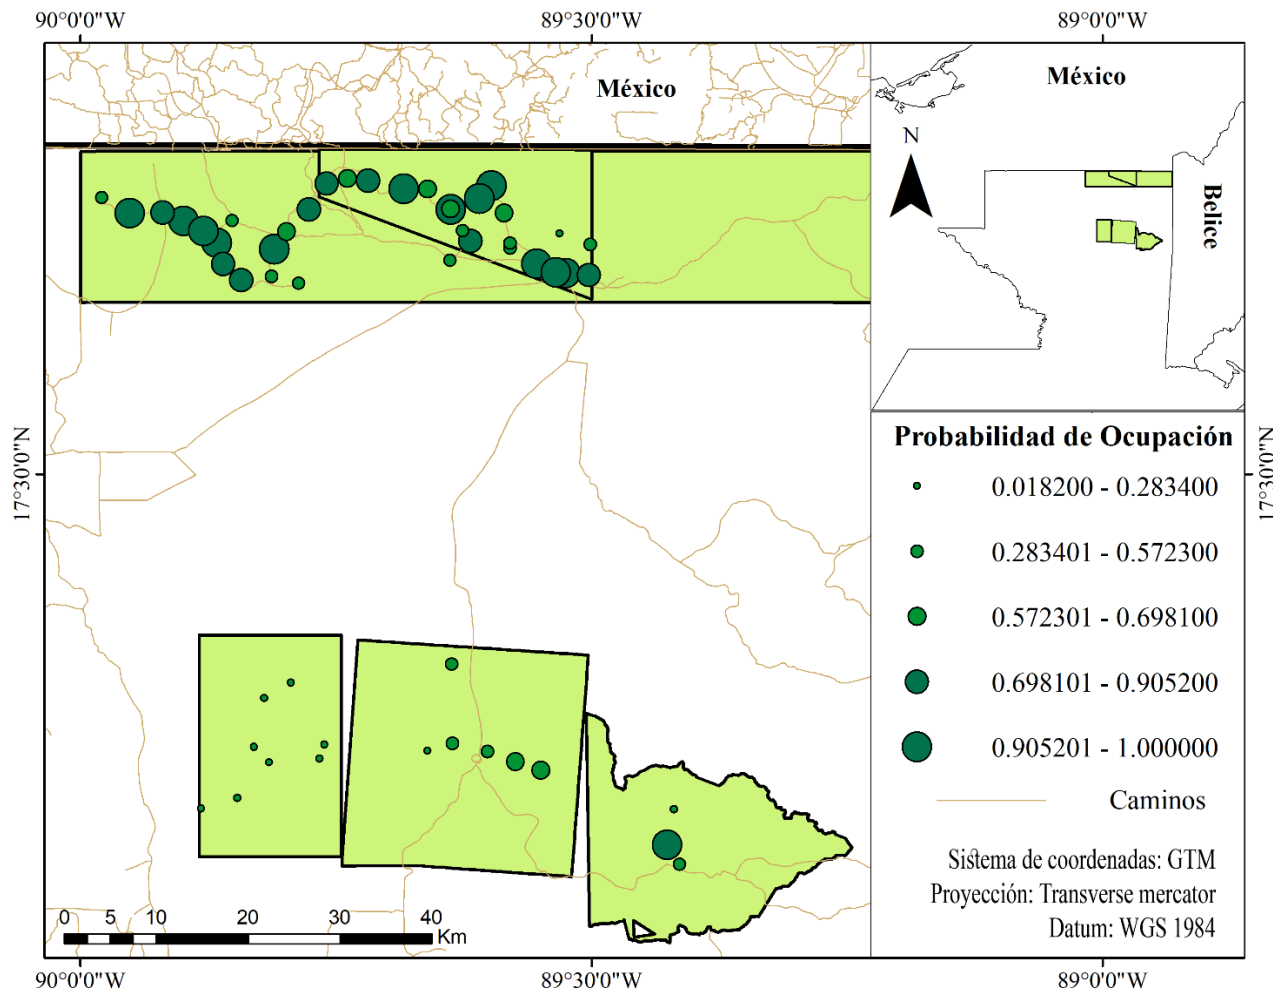 90°0'0"W
89°30'0"W
89°0'0"W
México
México
N
Belice
17°30'0"N
17°30'0"N
Probabilidad de Ocupación
0.018200 - 0.283400
0.283401 - 0.572300
0.572301 - 0.698100
0.698101 - 0.905200
0.905201 - 1.000000
Caminos
Sistema de coordenadas: GTM
Proyección: Transverse mercator
Datum: WGS 1984
0 5 10 20 30 40
Km
90°0'0"W
89°30'0"W
89°0'0"W